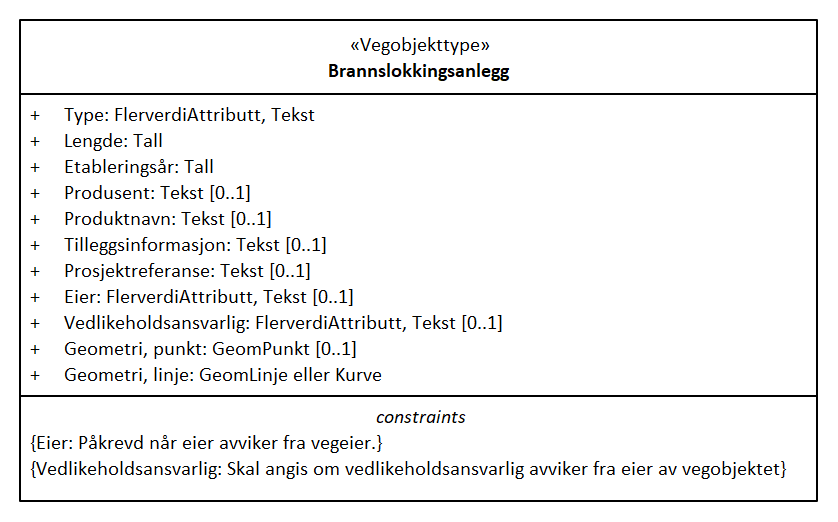 «Vegobjekttype»
Brannslokkingsanlegg
+ Type: FlerverdiAttributt, Tekst
+ Lengde: Tall
+ Etableringsår: Tall
+ Produsent: Tekst [0..1]
+ Produktnavn: Tekst [0..1]
+ Tilleggsinformasjon: Tekst [0..1]
+ Prosjektreferanse: Tekst [0..1]
+ Eier: FlerverdiAttributt, Tekst [0..1]
+ Vedlikeholdsansvarlig: FlerverdiAttributt, Tekst [0..1]
+ Geometri, punkt: GeomPunkt [0..1]
+ Geometri, linje: GeomLinje eller Kurve
constraints
{Eier: Påkrevd når eier avviker fra vegeier.}
{Vedlikeholdsansvarlig: Skal angis om vedlikeholdsansvarlig avviker fra eier av vegobjektet}